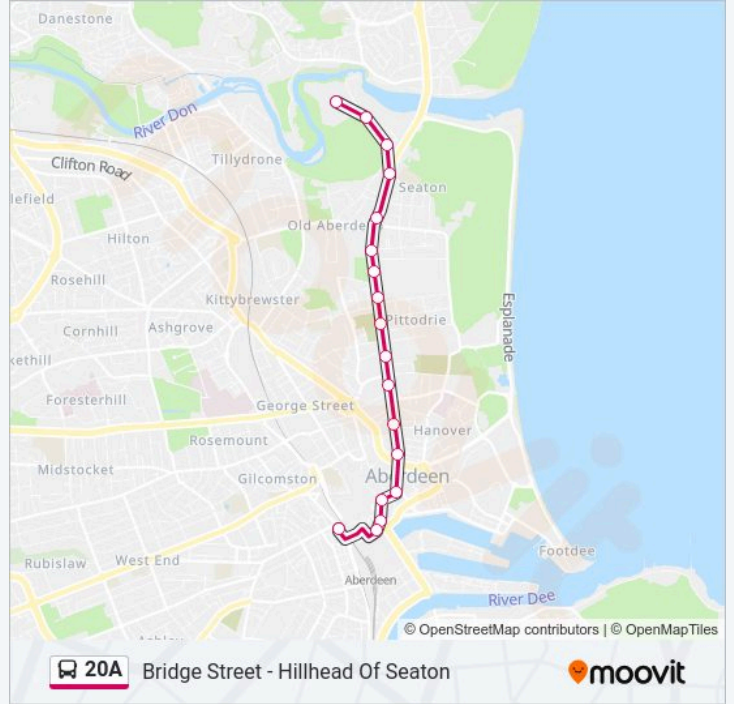 Danestone
River Don
Tillydrone
Clifton Road
Seaton
lefield
Old Aberde
Hilton
Rosehill
Kittybrewster
Esplanade
Pittodrie
Cornhill
Ashgrove
kethill
Foresterhill
George Street
Hanover
Rosemount
Midstocket
Gilcomston
Aberdeen
Footdee
Rubislaw
West End
Aberdeen
River Dee
© OpenStreetMap contributors | © OpenMapTiles
20A Bridge Street - Hillhead Of Seaton
moovit